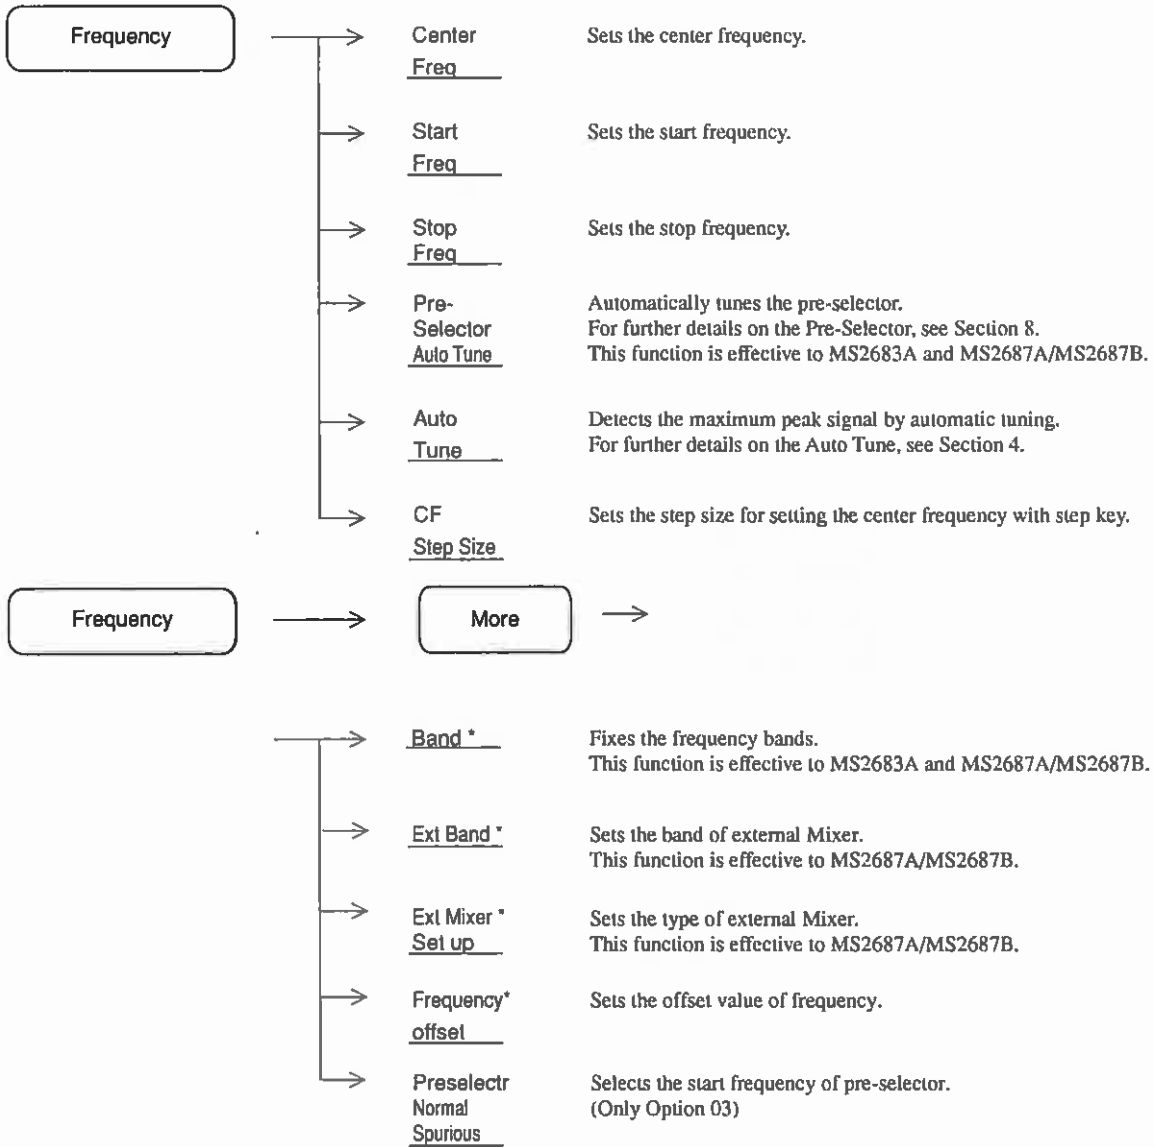 Frequency
Center Sets the center frequency.
Freq
Start Sets the start frequency.
Freq
Stop Sets the stop frequency.
Freq
Pre- Automatically tunes the pre-selector.
Selector For further details on the Pre-Selector, see Section 8.
Auto Tune This function is effective to MS2683A and MS2687A/MS2687B.
Auto Detects the maximum peak signal by automatic tuning.
Tune For further details on the Auto Tune, see Section 4.
CF Sets the step size for setting the center frequency with step key.
Step Size
Frequency More
Band * Fixes the frequency bands.
This function is effective to MS2683A and MS2687A/MS2687B.
Ext Band * Sets the band of external Mixer.
This function is effective to MS2687A/MS2687B.
Ext Mixer * Sets the type of external Mixer.
Set up This function is effective to MS2687A/MS2687B.
Frequency* Sets the offset value of frequency.
offset
Preselectr Selects the start frequency of pre-selector.
Normal (Only Option 03)
Spurious